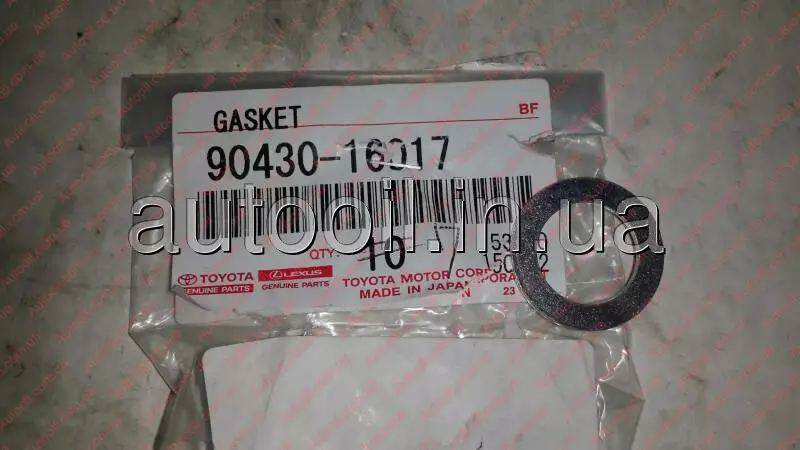 GASKET
BF
90430-16017
autooil.in.ua
QTY. 10
TOYOTA
GENUINE PARTS
LEXUS
GENUINE PARTS
TOYOTA MOTOR
MADE IN JAPAN
23